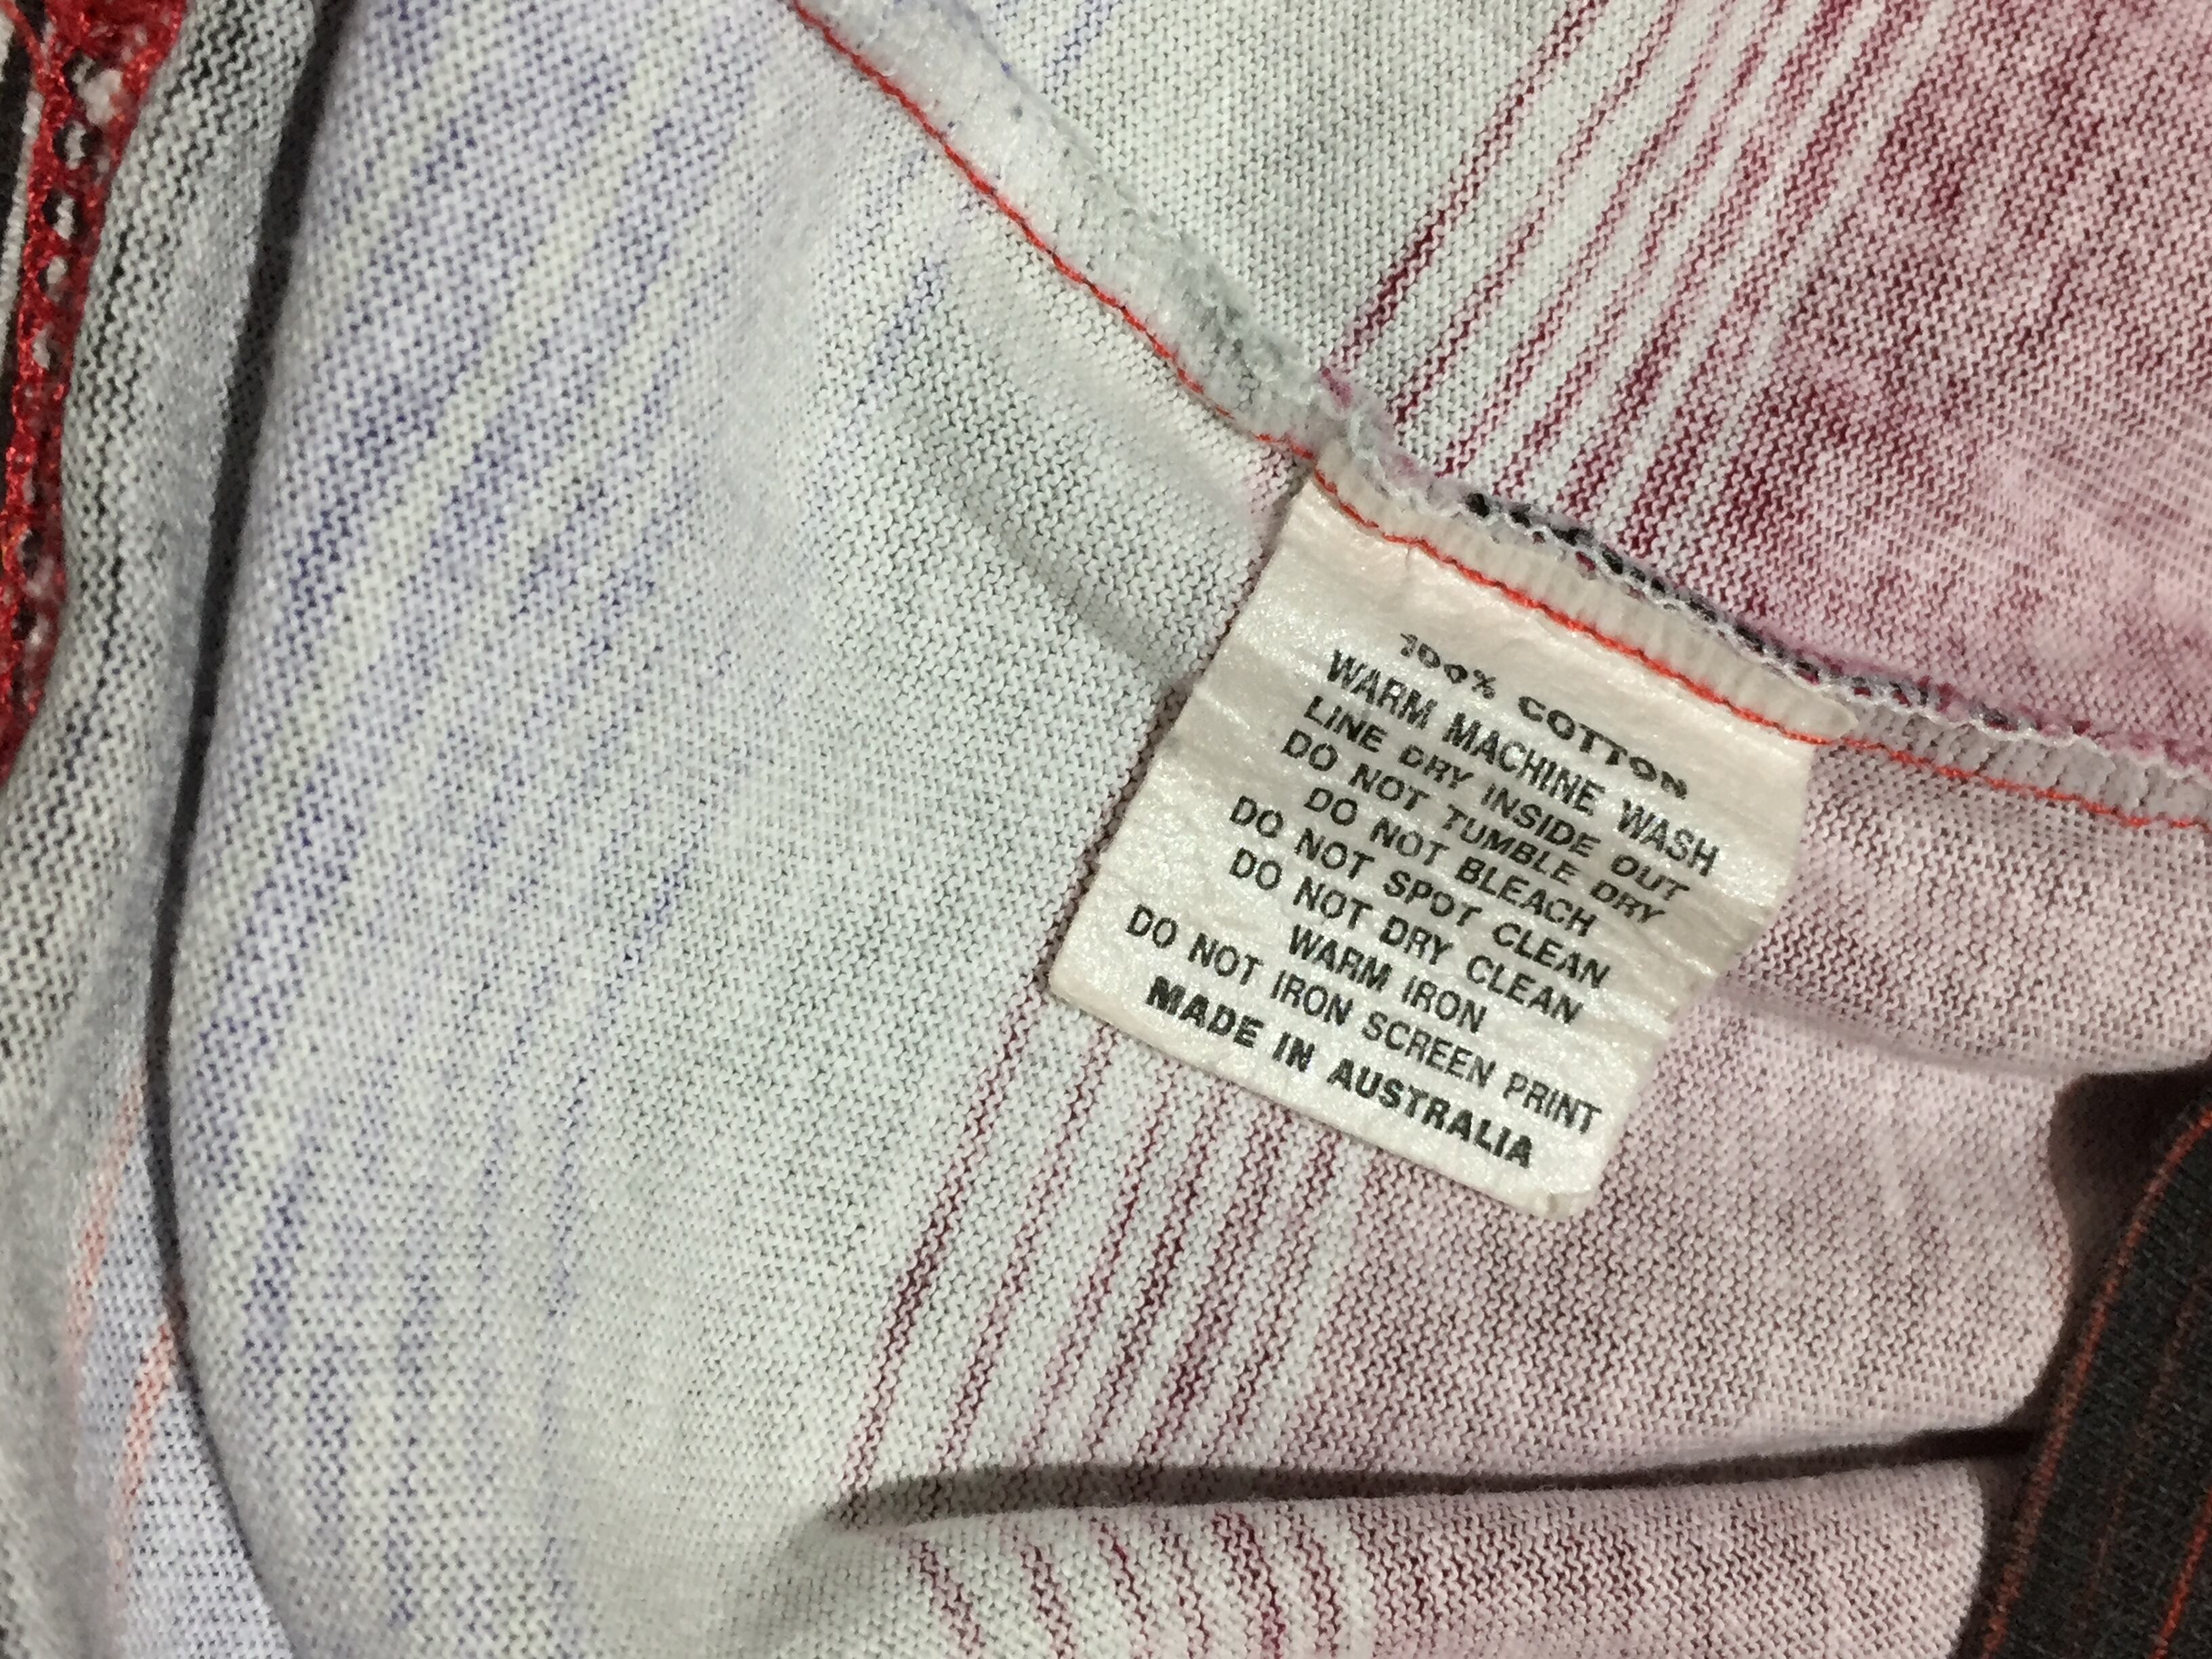 100% COTTON
WARM MACHINE WASH
LINE DRY INSIDE OUT
DO NOT TUMBLE DRY
DO NOT BLEACH
DO NOT SPOT CLEAN
DO NOT DRY CLEAN
WARM IRON
DO NOT IRON SCREEN PRINT
MADE IN AUSTRALIA